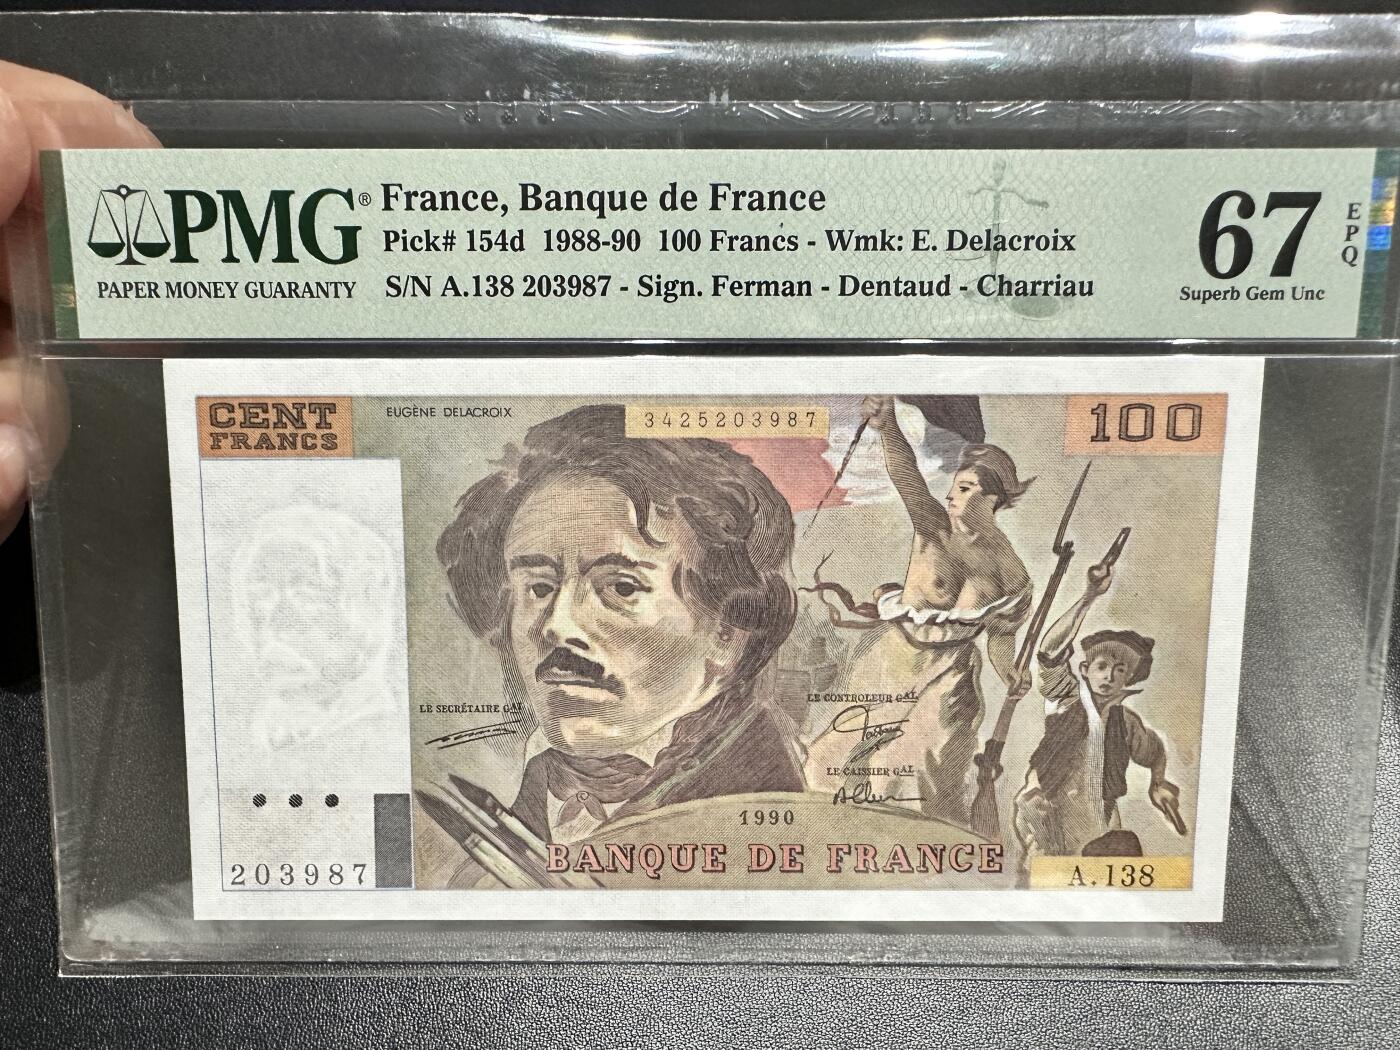 PMG®
PAPER MONEY GUARANTY
France, Banque de France
Pick# 154d 1988-90 100 Francs - Wmk: E. Delacroix
S/N A.138 203987 - Sign. Ferman - Dentaud - Charriau
67
EPQ
Superb Gem Unc
CENT
FRANCS
EUGÈNE DELACROIX
3425203987
100
LE SECRÉTAIRE GAL
LE CONTROLEUR GAL
LE CAISSIER GAL
1990
BANQUE DE FRANCE
203987
A.138